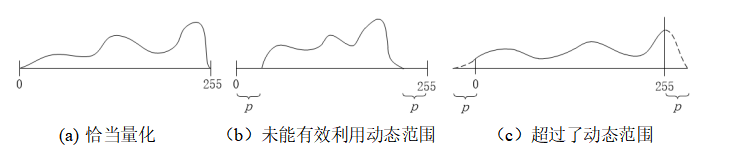 0 255 0 255 0 255
p p p p
(a) 恰当量化 (b) 未能有效利用动态范围 (c) 超过了动态范围